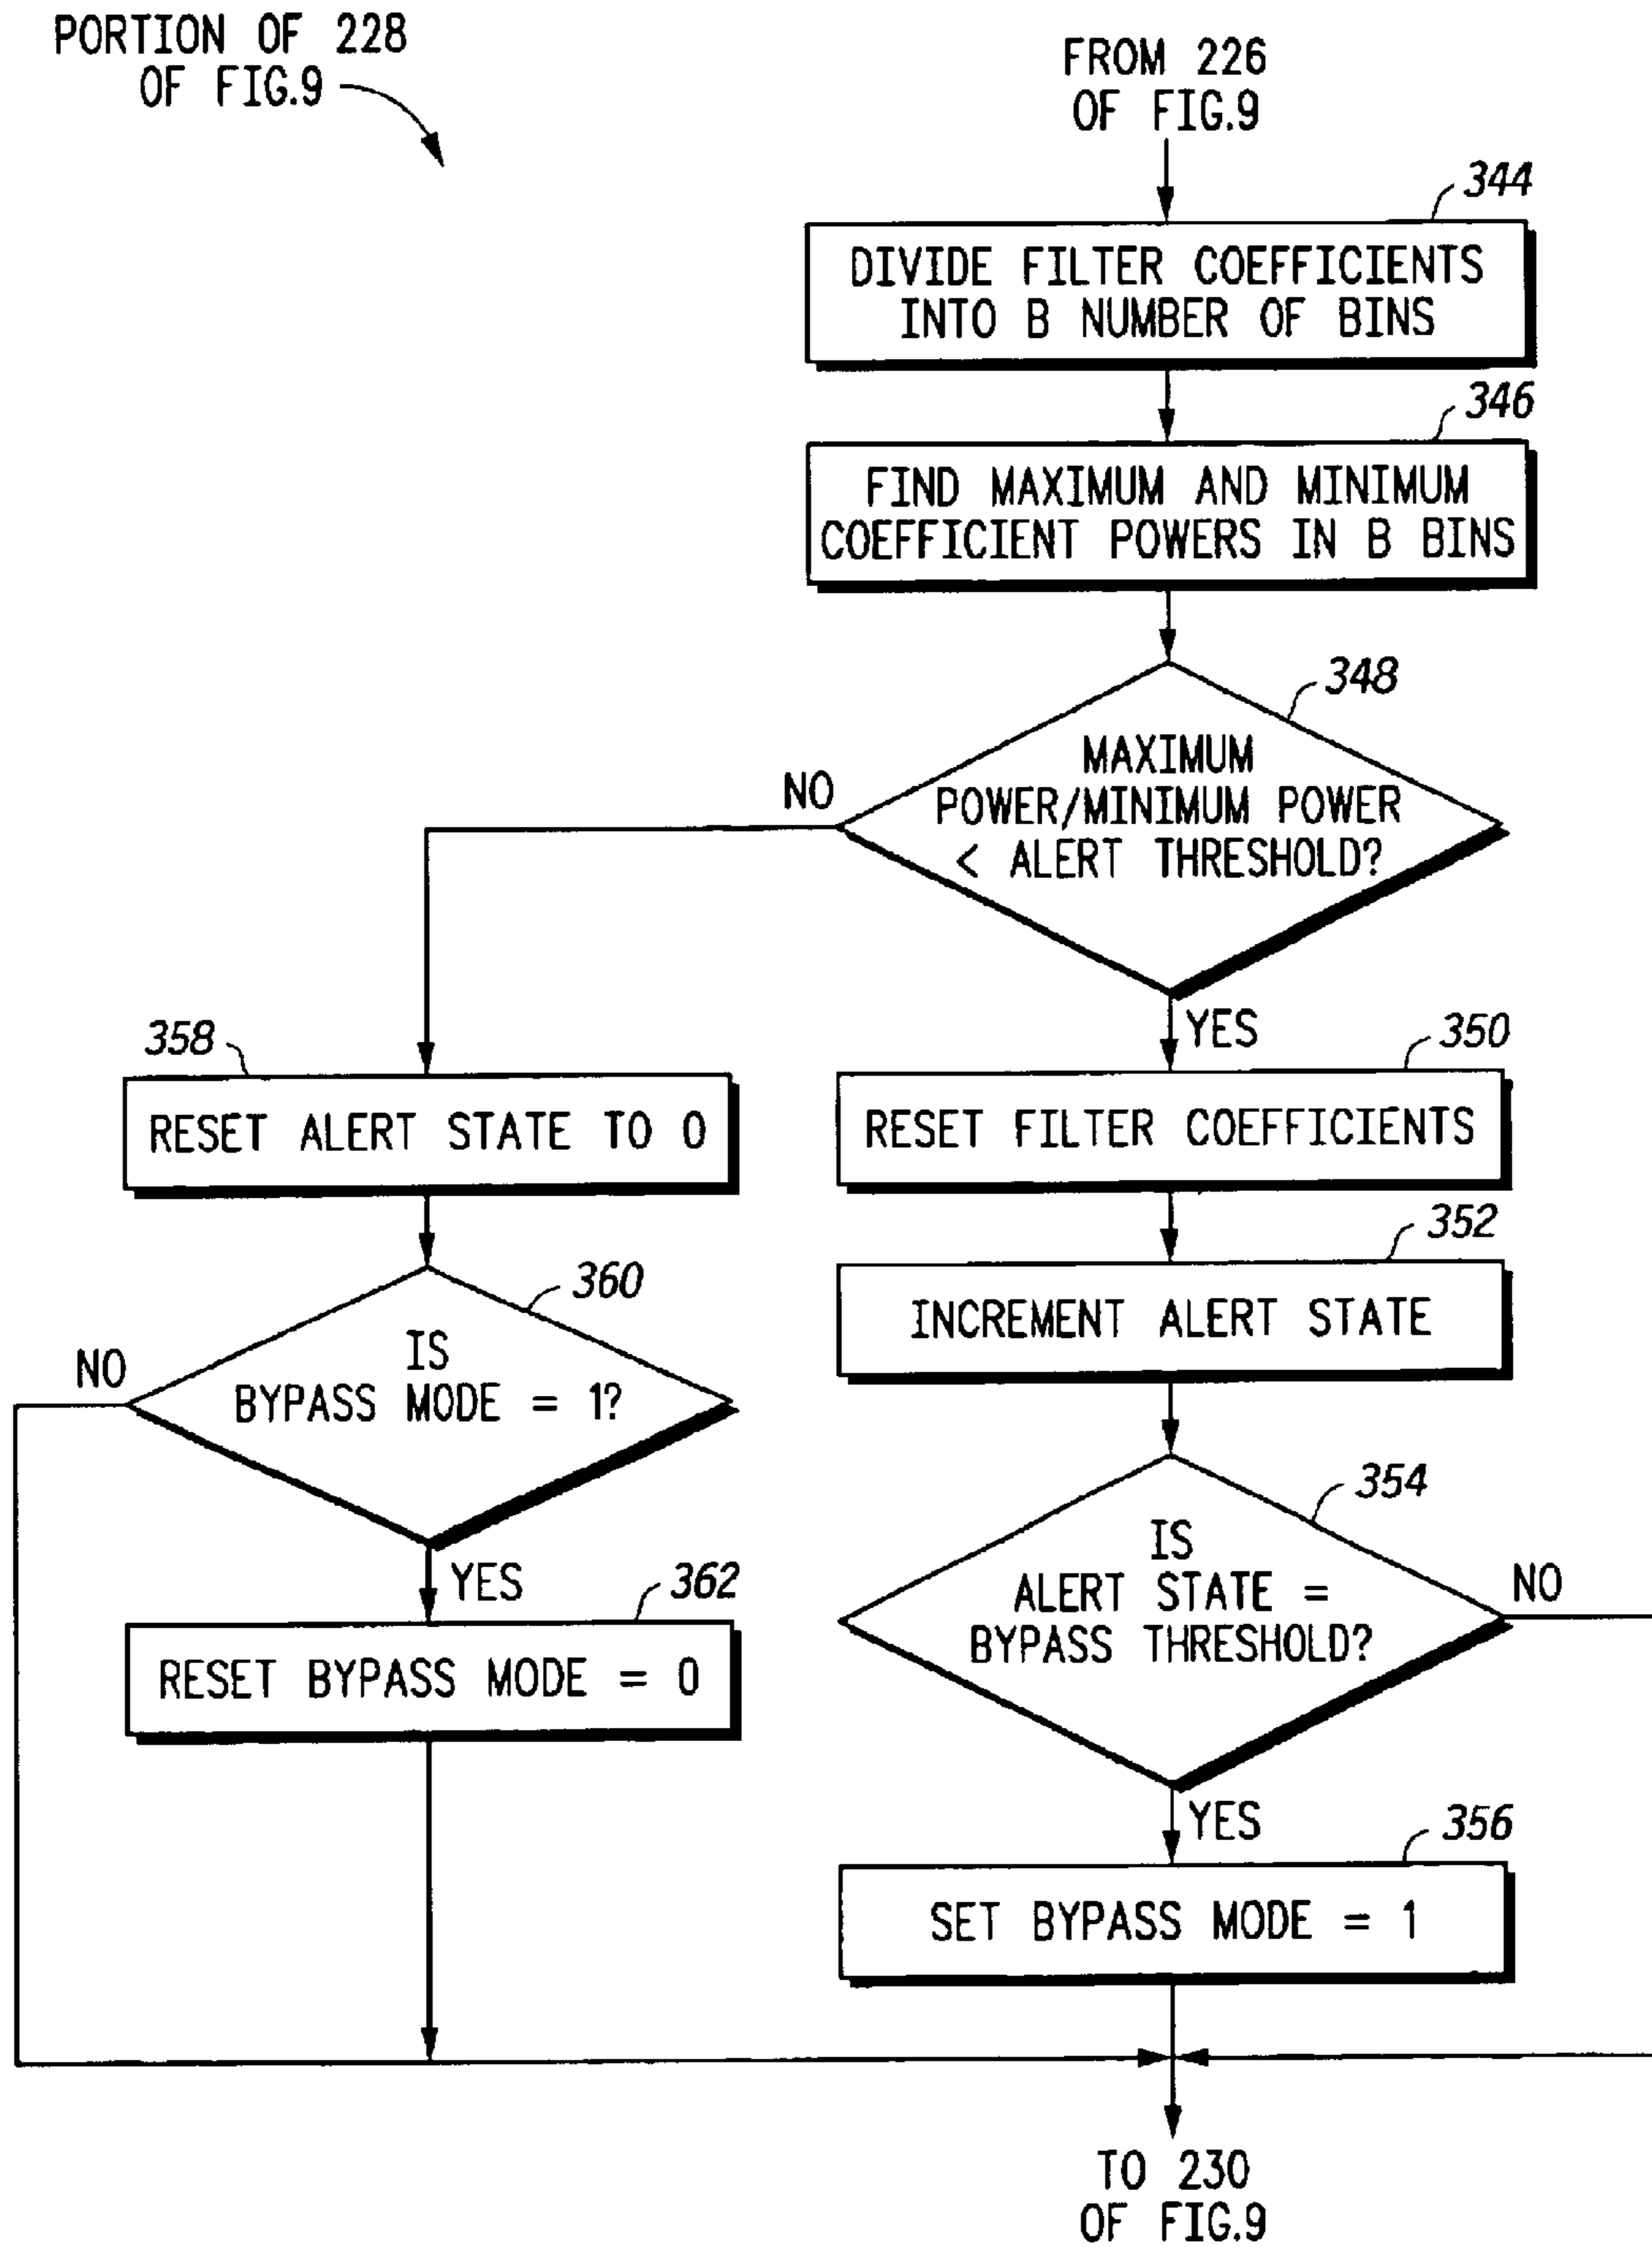 PORTION OF 228
OF FIG.9
FROM 226
OF FIG.9
344
DIVIDE FILTER COEFFICIENTS
INTO B NUMBER OF BINS
346
FIND MAXIMUM AND MINIMUM
COEFFICIENT POWERS IN B BINS
348
MAXIMUM
POWER/MINIMUM POWER
< ALERT THRESHOLD?
NO
YES
358
RESET ALERT STATE TO 0
350
RESET FILTER COEFFICIENTS
352
INCREMENT ALERT STATE
360
IS
BYPASS MODE = 1?
NO
YES
354
IS
ALERT STATE =
BYPASS THRESHOLD?
NO
YES
362
RESET BYPASS MODE = 0
356
SET BYPASS MODE = 1
TO 230
OF FIG.9